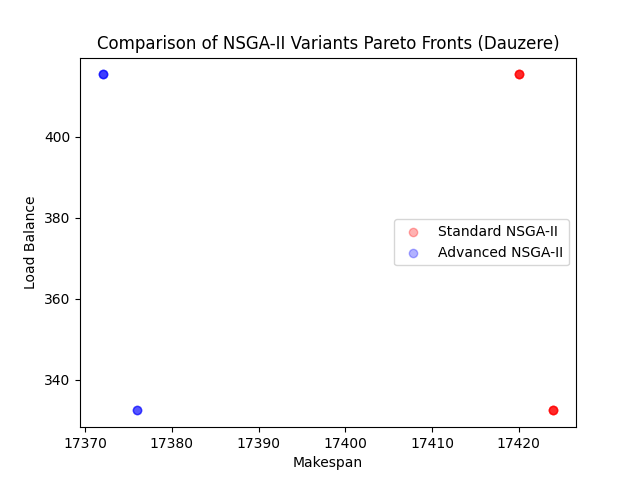 Comparison of NSGA-II Variants Pareto Fronts (Dauzere)
Load Balance
400
380
360
340
Standard NSGA-II
Advanced NSGA-II
17370 17380 17390 17400 17410 17420
Makespan